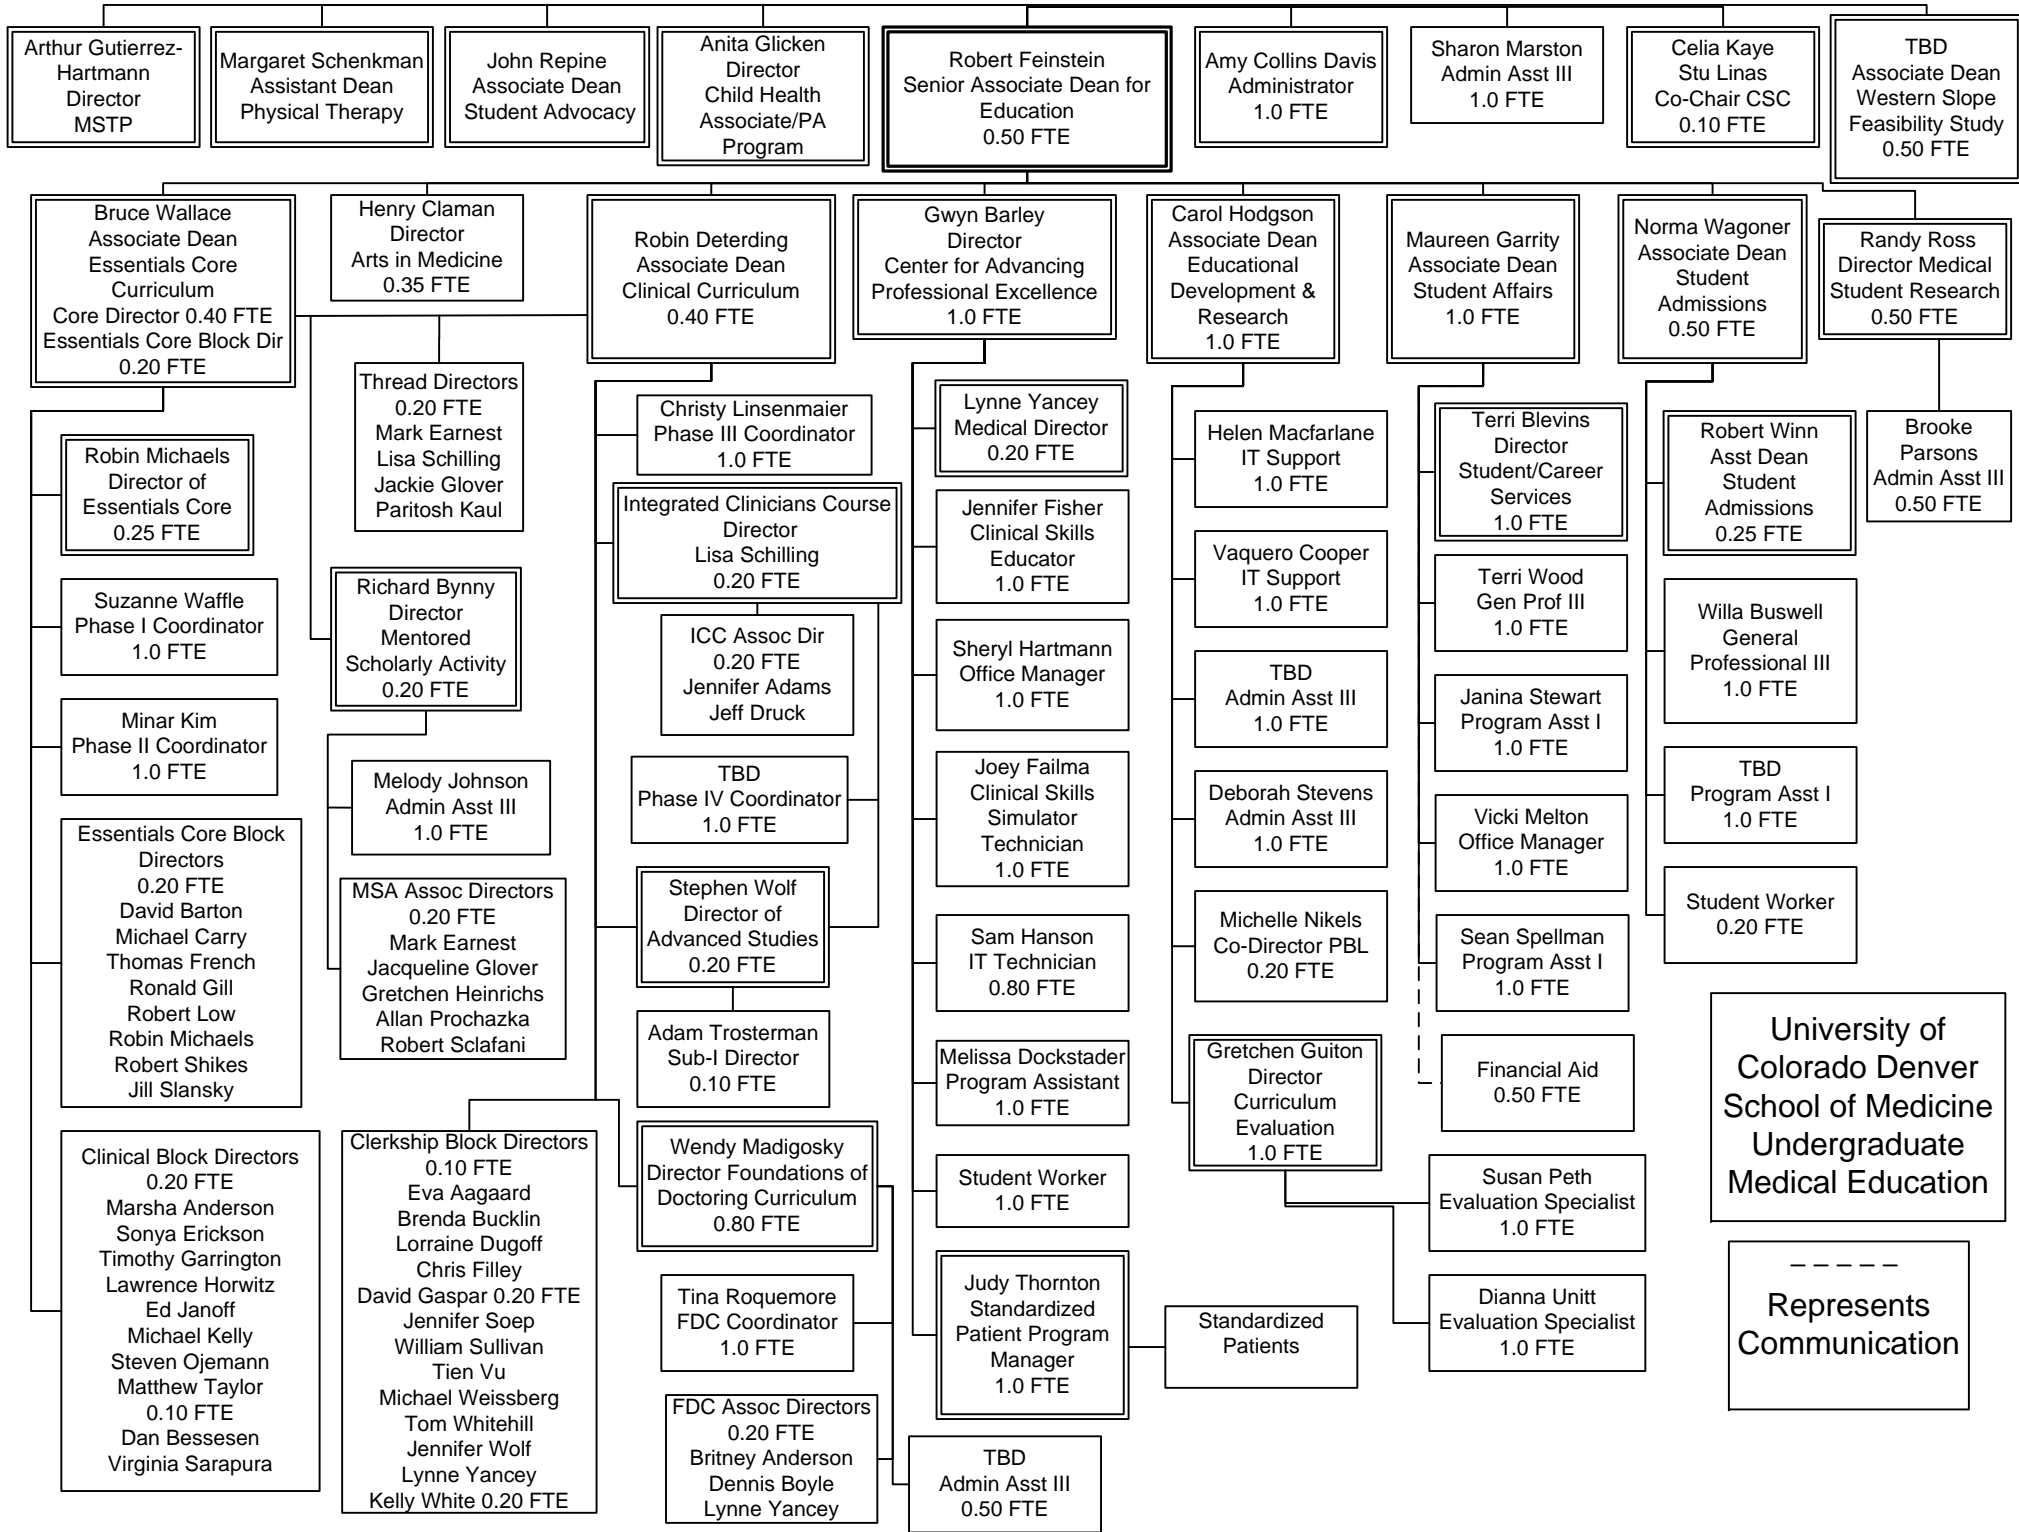 Arthur Gutierrez-
Hartmann
Director
MSTP
Margaret Schenkman
Assistant Dean
Physical Therapy
John Repine
Associate Dean
Student Advocacy
Anita Glicken
Director
Child Health
Associate/PA
Program
Robert Feinstein
Senior Associate Dean for
Education
0.50 FTE
Amy Collins Davis
Administrator
1.0 FTE
Sharon Marston
Admin Asst III
1.0 FTE
Celia Kaye
Stu Linas
Co-Chair CSC
0.10 FTE
TBD
Associate Dean
Western Slope
Feasibility Study
0.50 FTE
Bruce Wallace
Associate Dean
Essentials Core
Curriculum
Core Director 0.40 FTE
Essentials Core Block Dir
0.20 FTE
Henry Claman
Director
Arts in Medicine
0.35 FTE
Robin Deterding
Associate Dean
Clinical Curriculum
0.40 FTE
Gwyn Barley
Director
Center for Advancing
Professional Excellence
1.0 FTE
Carol Hodgson
Associate Dean
Educational
Development &
Research
1.0 FTE
Maureen Garrity
Associate Dean
Student Affairs
1.0 FTE
Norma Wagoner
Associate Dean
Student
Admissions
0.50 FTE
Randy Ross
Director Medical
Student Research
0.50 FTE
Robin Michaels
Director of
Essentials Core
0.25 FTE
Suzanne Waffle
Phase I Coordinator
1.0 FTE
Minar Kim
Phase II Coordinator
1.0 FTE
Essentials Core Block
Directors
0.20 FTE
David Barton
Michael Carry
Thomas French
Ronald Gill
Robert Low
Robin Michaels
Robert Shikes
Jill Slansky
Clinical Block Directors
0.20 FTE
Marsha Anderson
Sonya Erickson
Timothy Garrington
Lawrence Horwitz
Ed Janoff
Michael Kelly
Steven Ojemann
Matthew Taylor
0.10 FTE
Dan Bessesen
Virginia Sarapura
Thread Directors
0.20 FTE
Mark Earnest
Lisa Schilling
Jackie Glover
Paritosh Kaul
Richard Bynny
Director
Mentored
Scholarly Activity
0.20 FTE
Melody Johnson
Admin Asst III
1.0 FTE
MSA Assoc Directors
0.20 FTE
Mark Earnest
Jacqueline Glover
Gretchen Heinrichs
Allan Prochazka
Robert Sclafani
Clerkship Block Directors
0.10 FTE
Eva Aagaard
Brenda Bucklin
Lorraine Dugoff
Chris Filley
David Gaspar 0.20 FTE
Jennifer Soep
William Sullivan
Tien Vu
Michael Weissberg
Tom Whitehill
Jennifer Wolf
Lynne Yancey
Kelly White 0.20 FTE
Christy Linsenmaier
Phase III Coordinator
1.0 FTE
Integrated Clinicians Course
Director
Lisa Schilling
0.20 FTE
ICC Assoc Dir
0.20 FTE
Jennifer Adams
Jeff Druck
TBD
Phase IV Coordinator
1.0 FTE
Stephen Wolf
Director of
Advanced Studies
0.20 FTE
Adam Trosterman
Sub-I Director
0.10 FTE
Wendy Madigosky
Director Foundations of
Doctoring Curriculum
0.80 FTE
Tina Roquemore
FDC Coordinator
1.0 FTE
FDC Assoc Directors
0.20 FTE
Britney Anderson
Dennis Boyle
Lynne Yancey
TBD
Admin Asst III
0.50 FTE
Lynne Yancey
Medical Director
0.20 FTE
Jennifer Fisher
Clinical Skills
Educator
1.0 FTE
Sheryl Hartmann
Office Manager
1.0 FTE
Joey Failma
Clinical Skills
Simulator
Technician
1.0 FTE
Sam Hanson
IT Technician
0.80 FTE
Melissa Dockstader
Program Assistant
1.0 FTE
Student Worker
1.0 FTE
Judy Thornton
Standardized
Patient Program
Manager
1.0 FTE
Standardized
Patients
Helen Macfarlane
IT Support
1.0 FTE
Vaquero Cooper
IT Support
1.0 FTE
TBD
Admin Asst III
1.0 FTE
Deborah Stevens
Admin Asst III
1.0 FTE
Michelle Nikels
Co-Director PBL
0.20 FTE
Gretchen Guiton
Director
Curriculum
Evaluation
1.0 FTE
Susan Peth
Evaluation Specialist
1.0 FTE
Dianna Unitt
Evaluation Specialist
1.0 FTE
Terri Blevins
Director
Student/Career
Services
1.0 FTE
Terri Wood
Gen Prof III
1.0 FTE
Janina Stewart
Program Asst I
1.0 FTE
Vicki Melton
Office Manager
1.0 FTE
Sean Spellman
Program Asst I
1.0 FTE
Financial Aid
0.50 FTE
Robert Winn
Asst Dean
Student
Admissions
0.25 FTE
Willa Buswell
General
Professional III
1.0 FTE
TBD
Program Asst I
1.0 FTE
Student Worker
0.20 FTE
Brooke
Parsons
Admin Asst III
0.50 FTE
University of
Colorado Denver
School of Medicine
Undergraduate
Medical Education
Represents
Communication